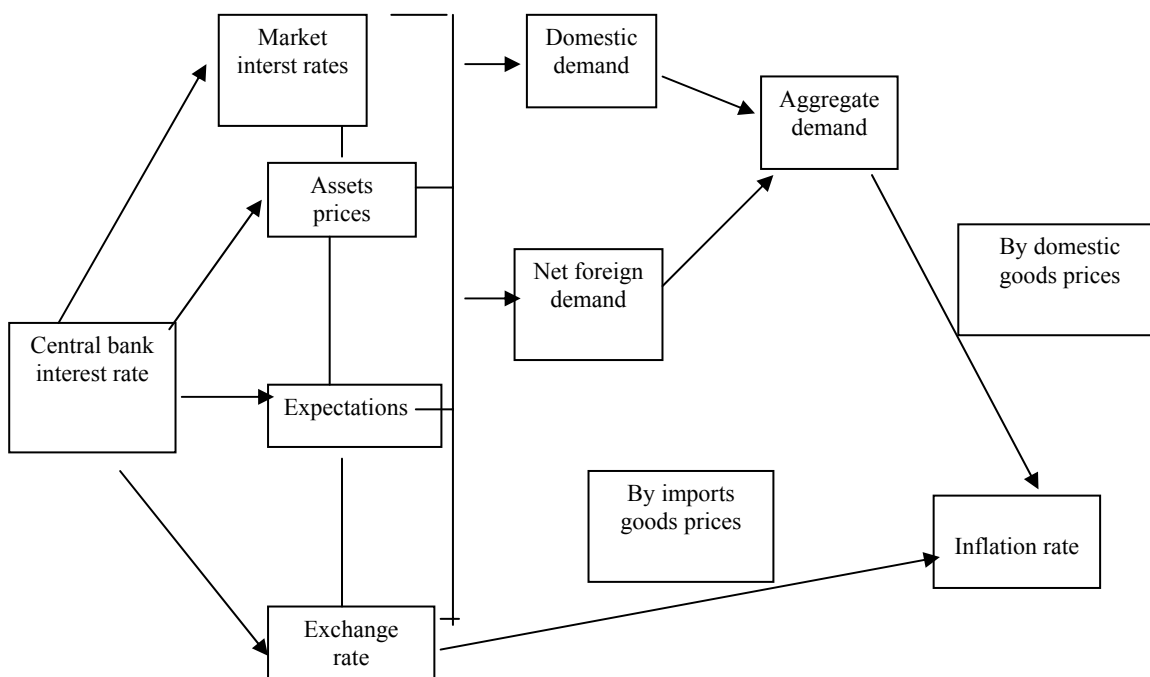 Market
interst rates
Domestic
demand
Aggregate
demand
Assets
prices
By domestic
goods prices
Net foreign
demand
Central bank
interest rate
Expectations
By imports
goods prices
Inflation rate
Exchange
rate